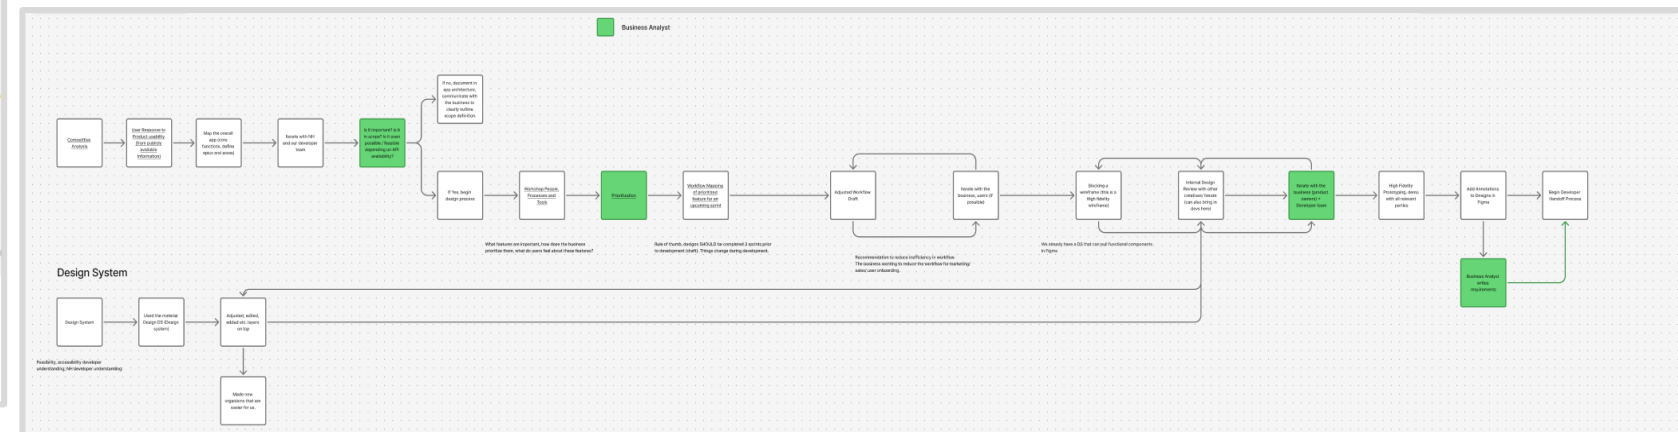 Business Analyst
If no, document in
app architecture,
communicate with
the business to
clearly outline
scope definition.
Competitive
Analysis
User Response to
Product usability
(from publicly
available
information)
Map the overall
app (core
functions, define
epics and areas)
Iterate with NH
and our developer
team
Is it important? Is it
in scope? Is it even
possible / feasible
depending on API
availability?
If Yes, begin
design process
Workshop People,
Processes and
Tools
Prioritization
Workflow Mapping
of prioritized
feature for an
upcoming sprint
Adjusted Workflow
Draft
Iterate with the
business, users (if
possible)
Blocking a
wireframe (this is a
High fidelity
wireframe)
Internal Design
Review with other
creatives/ iterate
(can also bring in
devs here)
Iterate with the
business (product
owners) +
Developer team
High Fidelity
Prototyping, demo
with all relevant
parties
Add Annotations
to Designs in
Figma
Begin Developer
Handoff Process
What features are important, how does the business
prioritize them, what do users feel about these features?
Rule of thumb, designs SHOULD be completed 2 sprints prior
to development (draft). Things change during development.
Recommendation to reduce inefficiency in workflow.
The business wanting to reduce the workflow for marketing/
sales/ user onboarding.
We already have a DS that can pull functional components.
in Figma.
Business Analyst
writes
requirements
Design System
Design System
Used the material
Design DS (Design
system)
Adjusted, edited,
added etc. layers
on top
Feasibility, accessibility developer
understanding, NH developer understanding
Made new
organisms that are
easier for us.